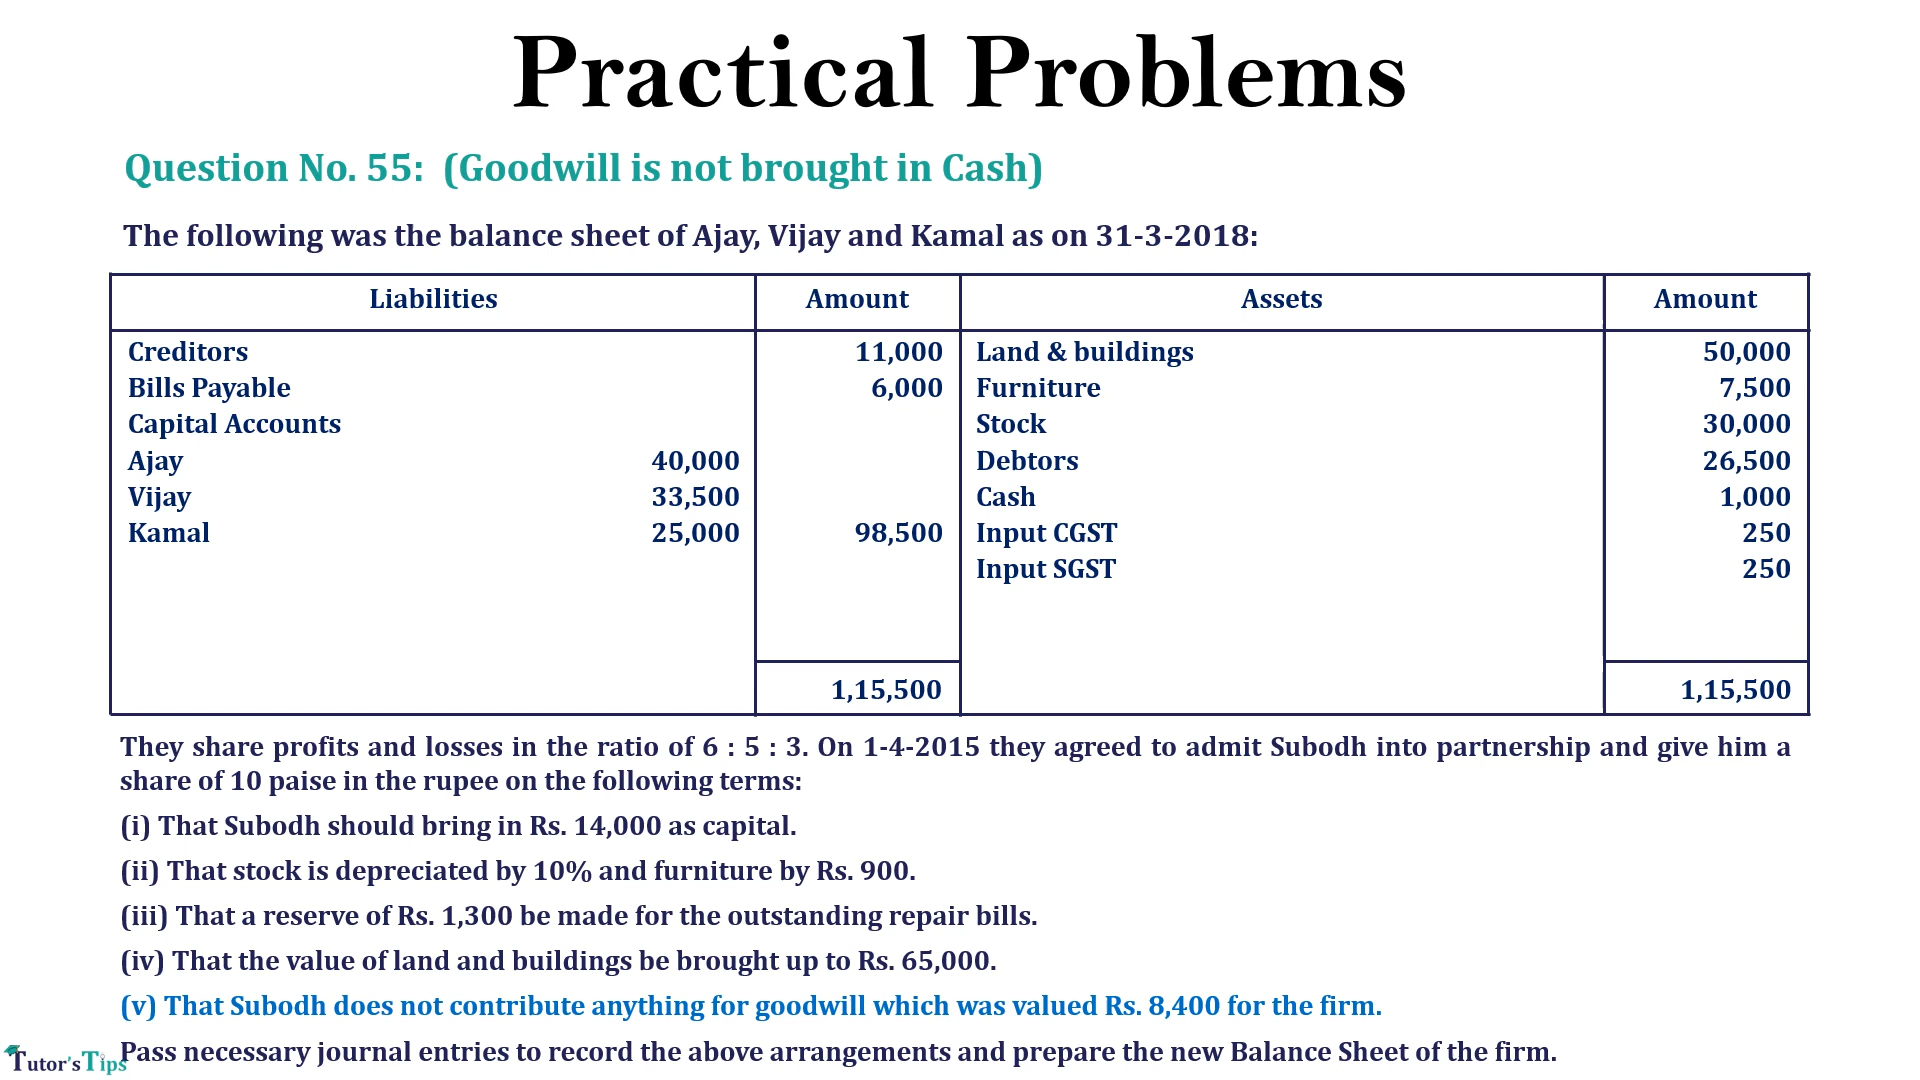 Practical Problems
Question No. 55: (Goodwill is not brought in Cash)
The following was the balance sheet of Ajay, Vijay and Kamal as on 31-3-2018:
Liabilities Amount Assets Amount
Creditors 11,000 Land & buildings 50,000
Bills Payable 6,000 Furniture 7,500
Capital Accounts Stock 30,000
Ajay 40,000 Debtors 26,500
Vijay 33,500 Cash 1,000
Kamal 25,000 98,500 Input CGST 250
Input SGST 250
1,15,500 1,15,500
They share profits and losses in the ratio of 6 : 5 : 3. On 1-4-2015 they agreed to admit Subodh into partnership and give him a
share of 10 paise in the rupee on the following terms:
(i) That Subodh should bring in Rs. 14,000 as capital.
(ii) That stock is depreciated by 10% and furniture by Rs. 900.
(iii) That a reserve of Rs. 1,300 be made for the outstanding repair bills.
(iv) That the value of land and buildings be brought up to Rs. 65,000.
(v) That Subodh does not contribute anything for goodwill which was valued Rs. 8,400 for the firm.
Pass necessary journal entries to record the above arrangements and prepare the new Balance Sheet of the firm.
Tutor'sTips